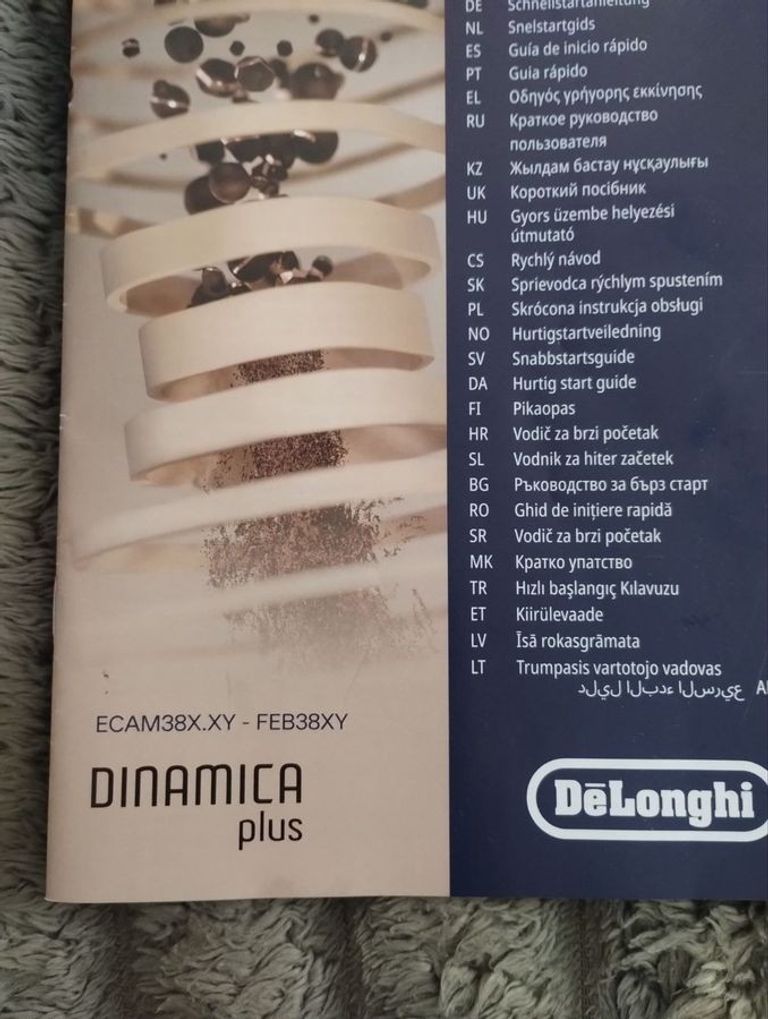 DE Schnellstartanleitung
NL Snelstartgids
ES Guía de inicio rápido
PT Guia rápido
EL Οδηγός γρήγορης εκκίνησης
RU Краткое руководство
пользователя
KZ Жылдам бастау нұсқаулығы
UK Короткий посібник
HU Gyors üzembe helyezési
útmutató
CS Rychlý návod
SK Sprievodca rýchlym spustením
PL Skrócona instrukcja obsługi
NO Hurtigstartveiledning
SV Snabbstartsguide
DA Hurtig start guide
FI Pikaopas
HR Vodič za brzi početak
SL Vodnik za hiter začetek
BG Ръководство за бърз старт
RO Ghid de inițiere rapidă
SR Vodič za brzi početak
MK Кратко упатство
TR Hızlı başlangıç Kılavuzu
ET Kiirülevaade
LV Īsā rokasgrāmata
LT Trumpasis vartotojo vadovas
دليل البدء السريع
ECAM38X.XY - FEB38XY
DINAMICA
plus
DēLonghi